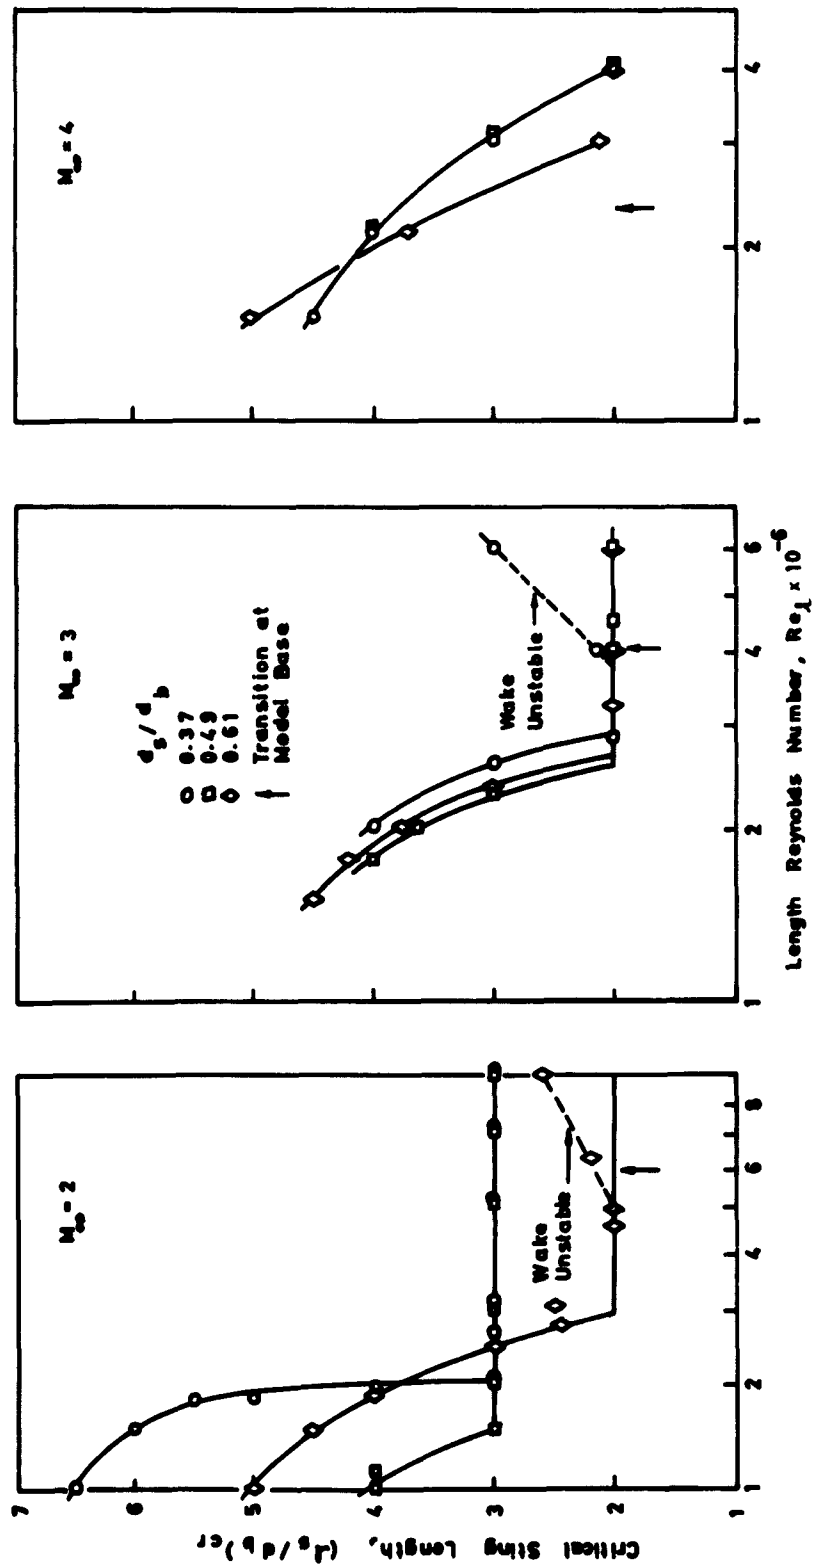 M∞ = 2
M∞ = 3
M∞ = 4
Critical Sting Length, (ℓs/db)cr
7
6
5
4
3
2
1
Wake
Unstable
1
2
4
6
8
ds/db
○ 0.37
□ 0.49
◇ 0.61
↑ Transition at
Model Base
Wake
Unstable
1
2
4
6
Length Reynolds Number, Reℓ x 10⁻⁶
1
2
4